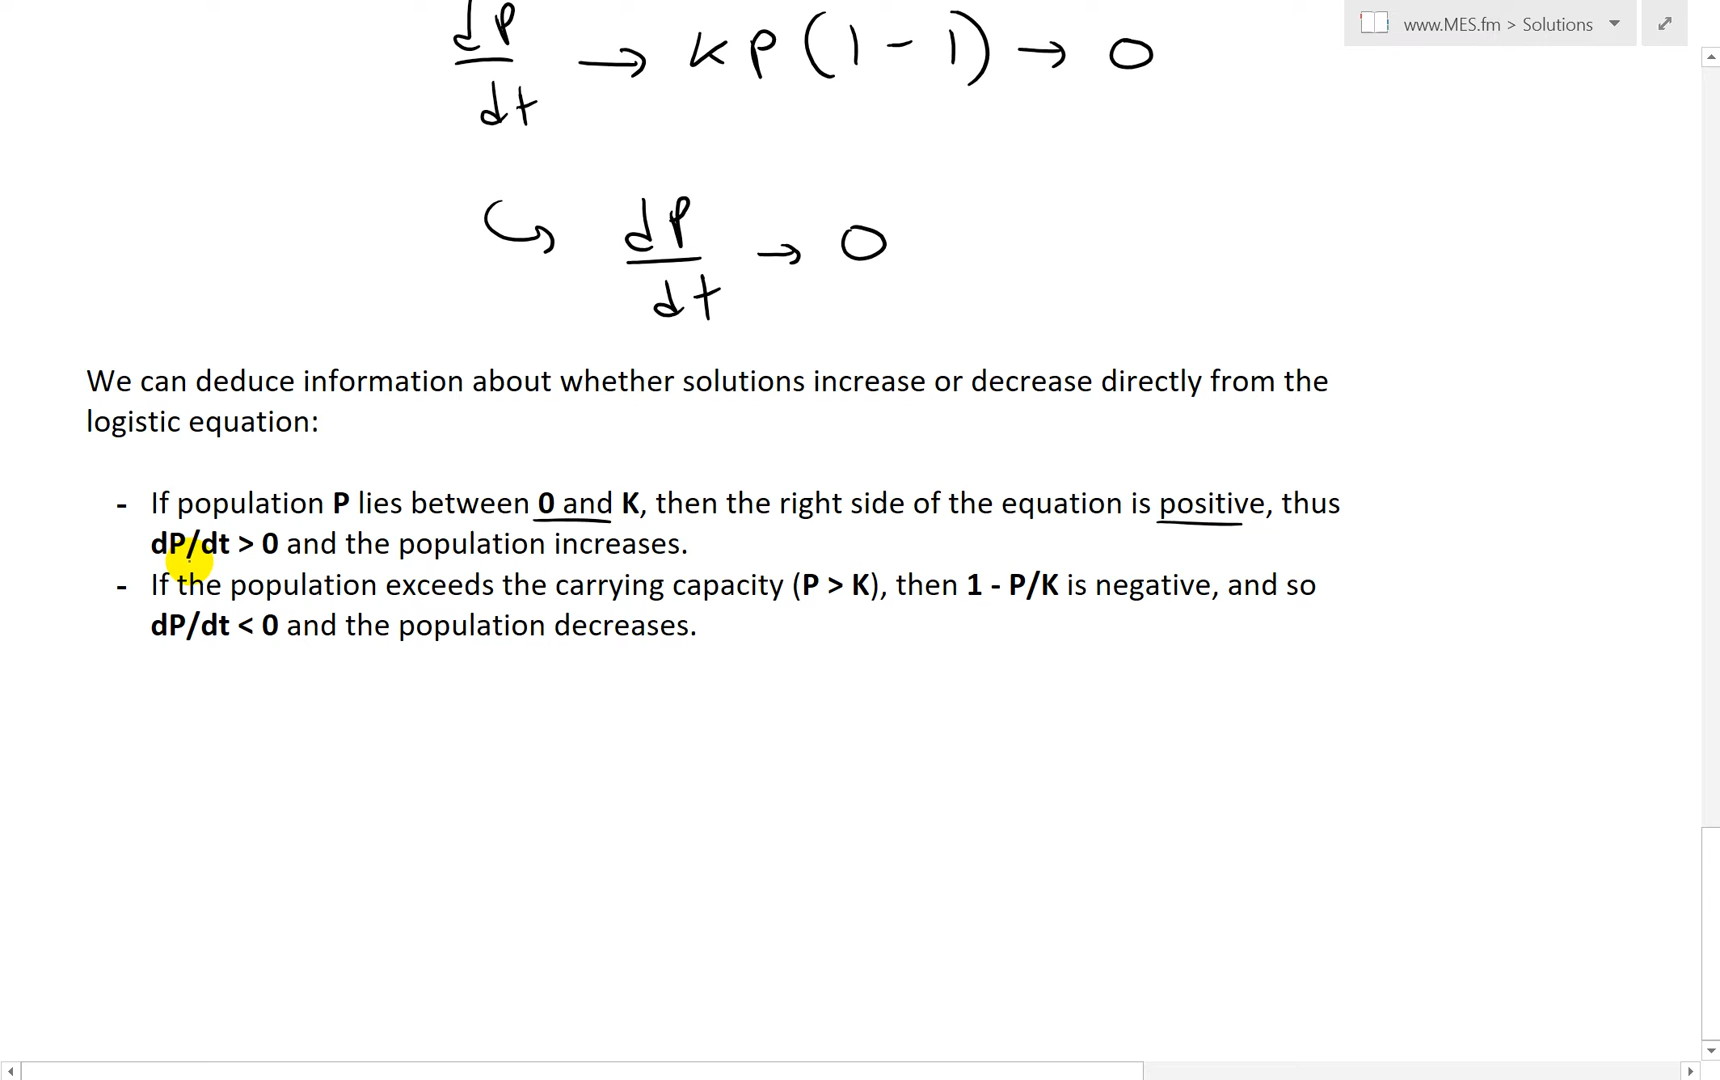 www.MES.fm > Solutions
dP
dt → kP(1 - 1) → 0
dP
dt → 0
We can deduce information about whether solutions increase or decrease directly from the
logistic equation:
- If population P lies between 0 and K, then the right side of the equation is positive, thus
dP/dt > 0 and the population increases.
- If the population exceeds the carrying capacity (P > K), then 1 - P/K is negative, and so
dP/dt < 0 and the population decreases.